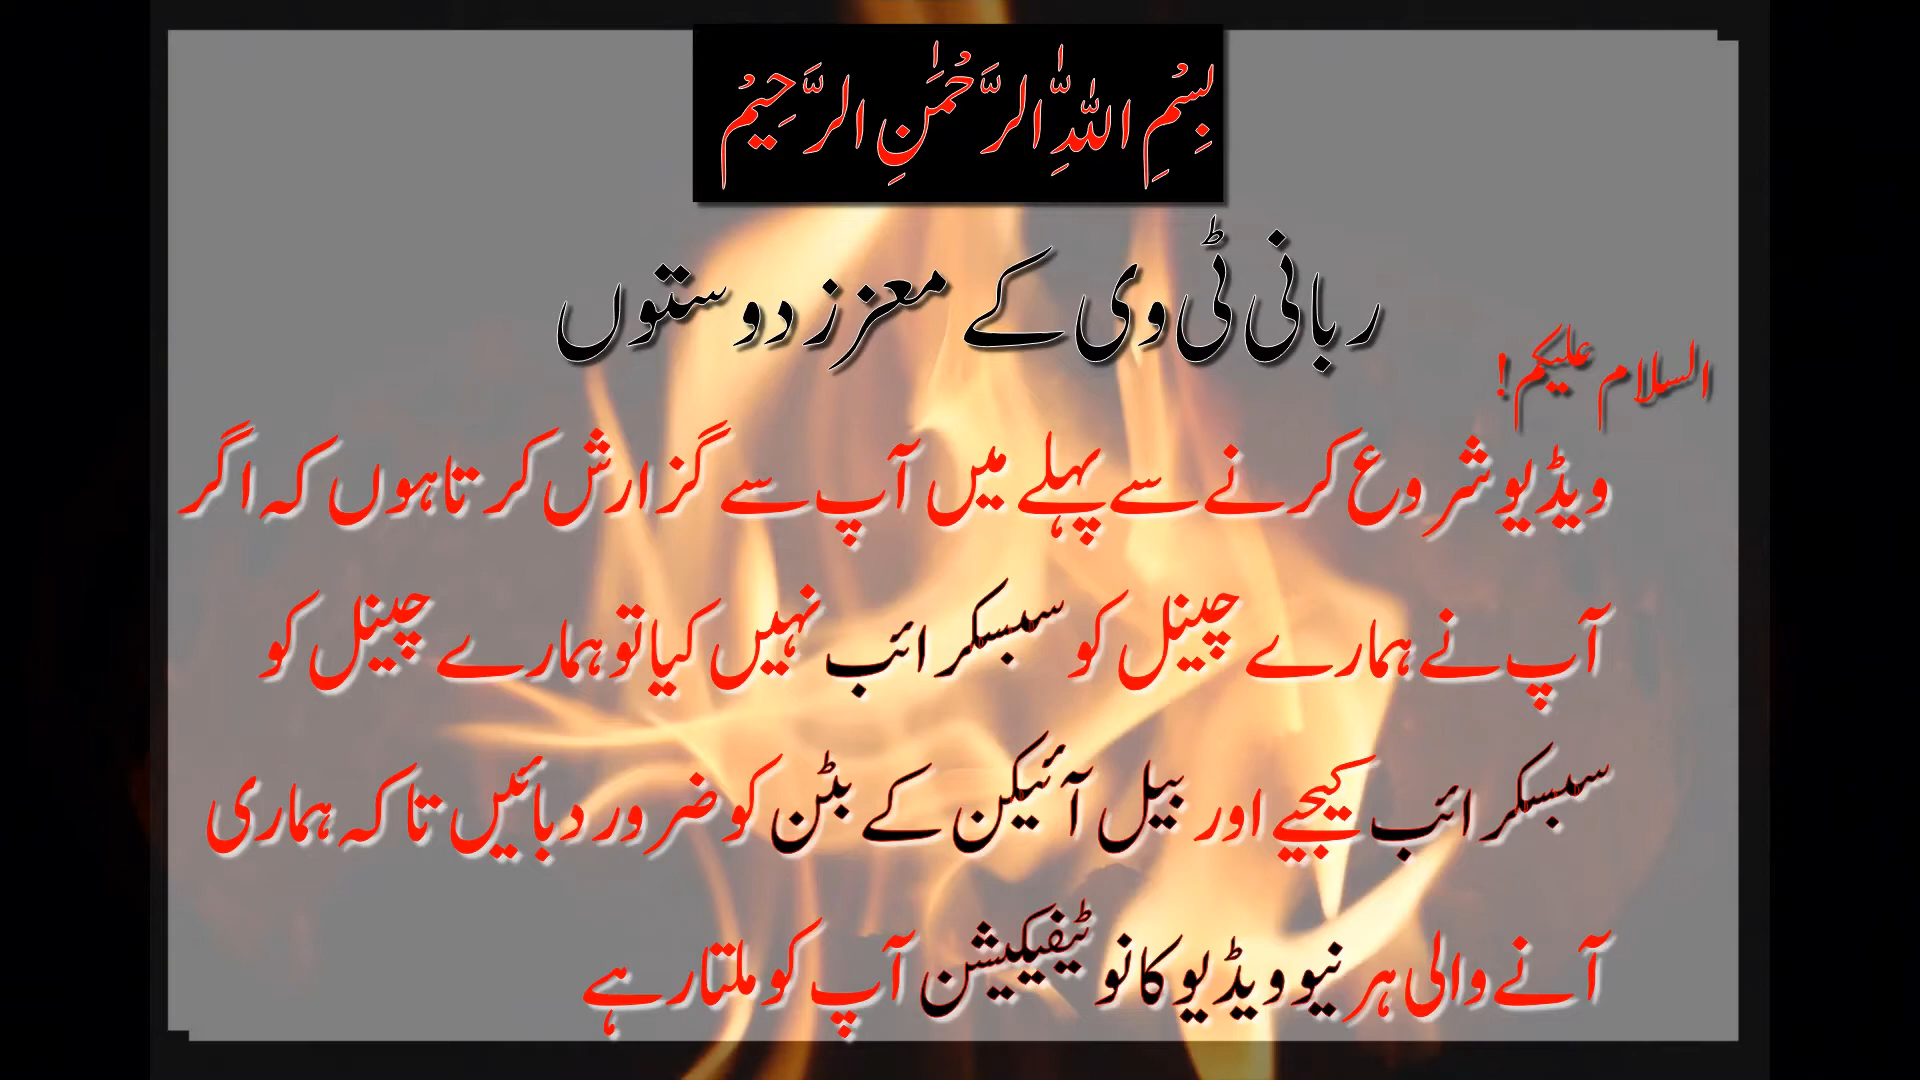 بِسْمِ اللہِ الرَّحْمٰنِ الرَّحِیْم
ربانی ٹی وی کے معزز دوستوں
السلام علیکم!
ویڈیو شروع کرنے سے پہلے میں آپ سے گزارش کرتا ہوں کہ اگر
آپ نے ہمارے چینل کو سبسکرائب نہیں کیا تو ہمارے چینل کو
سبسکرائب کیجیے اور بیل آئیکن کے بٹن کو ضرور دبائیں تاکہ ہماری
آنے والی ہر نیو ویڈیو کا نوٹیفیکیشن آپ کو ملتا رہے